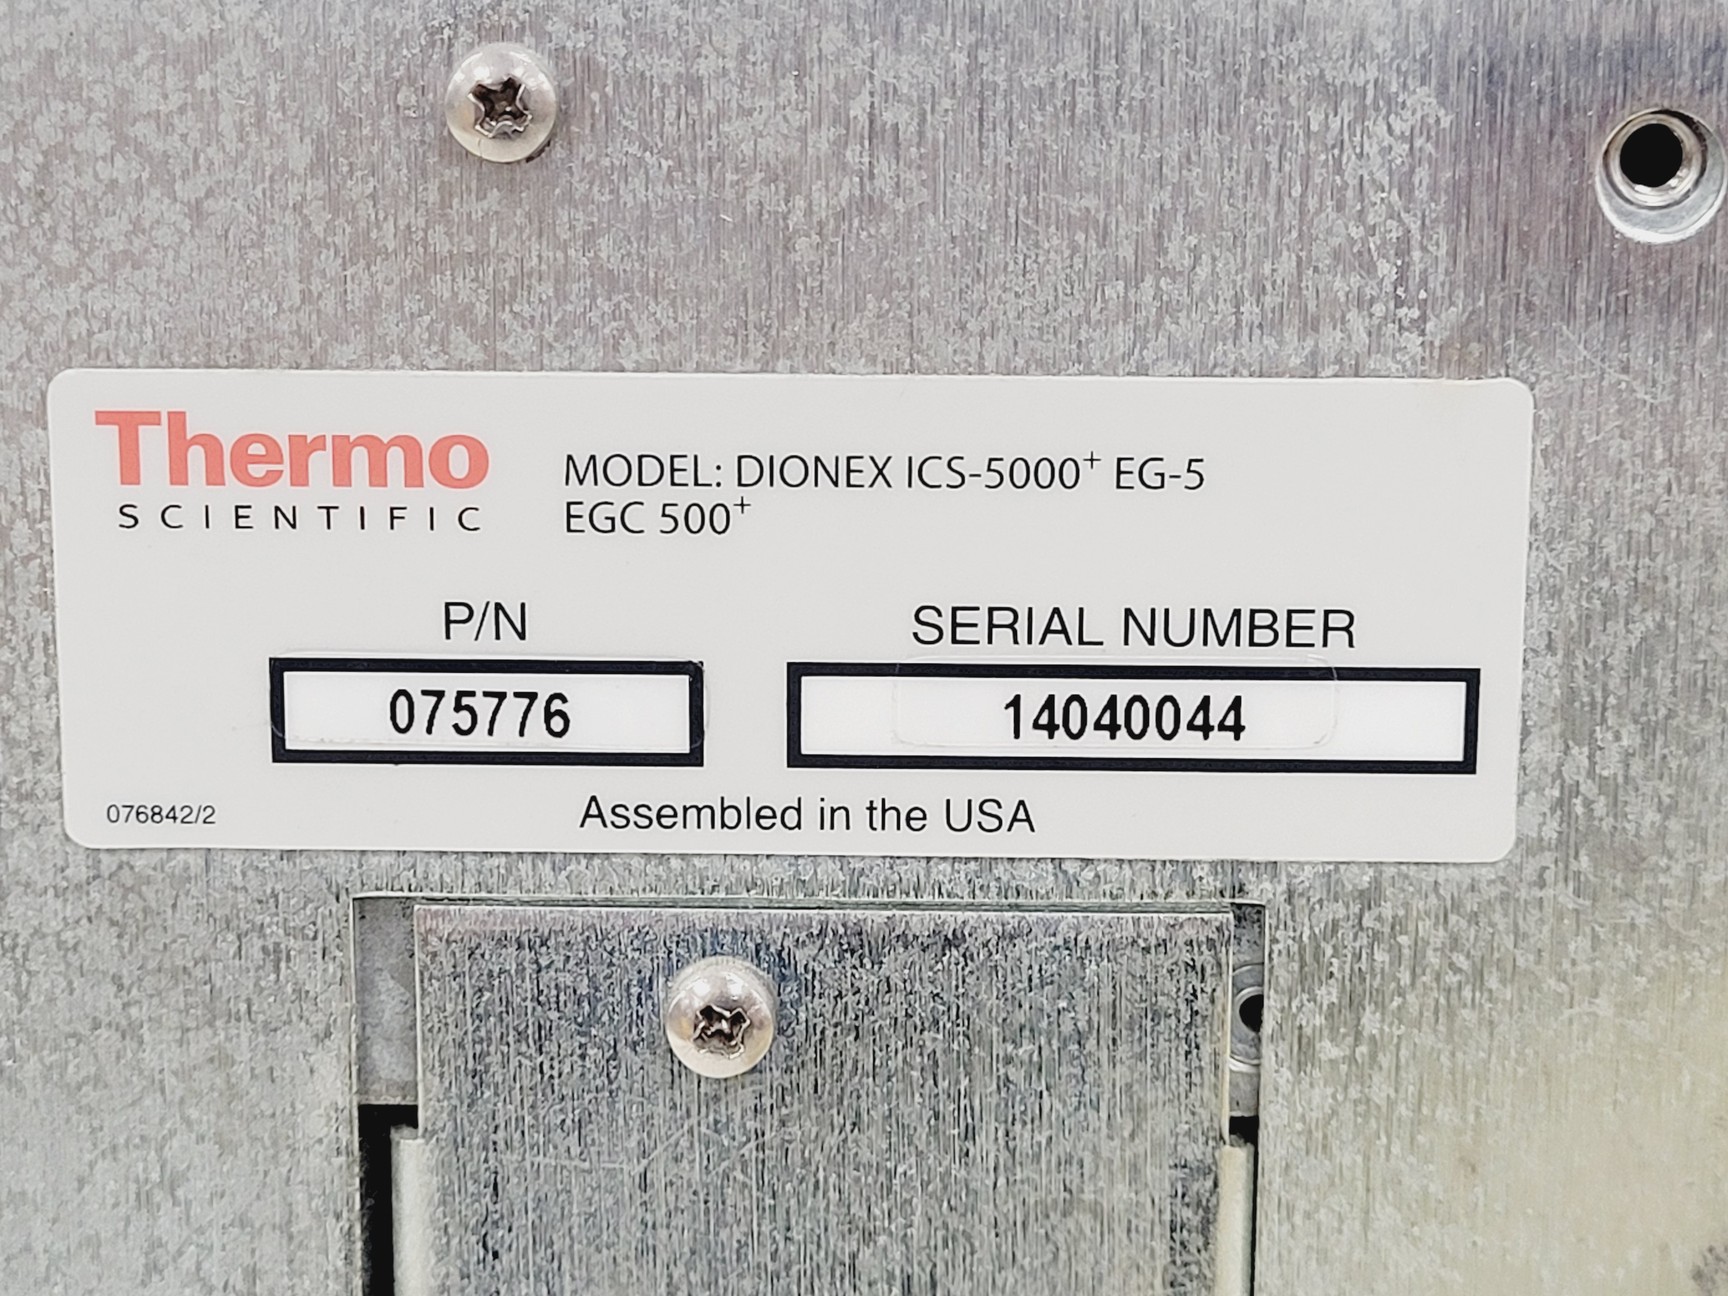 Thermo
SCIENTIFIC
MODEL: DIONEX ICS-5000⁺ EG-5
EGC 500⁺
P/N
075776
SERIAL NUMBER
14040044
076842/2
Assembled in the USA